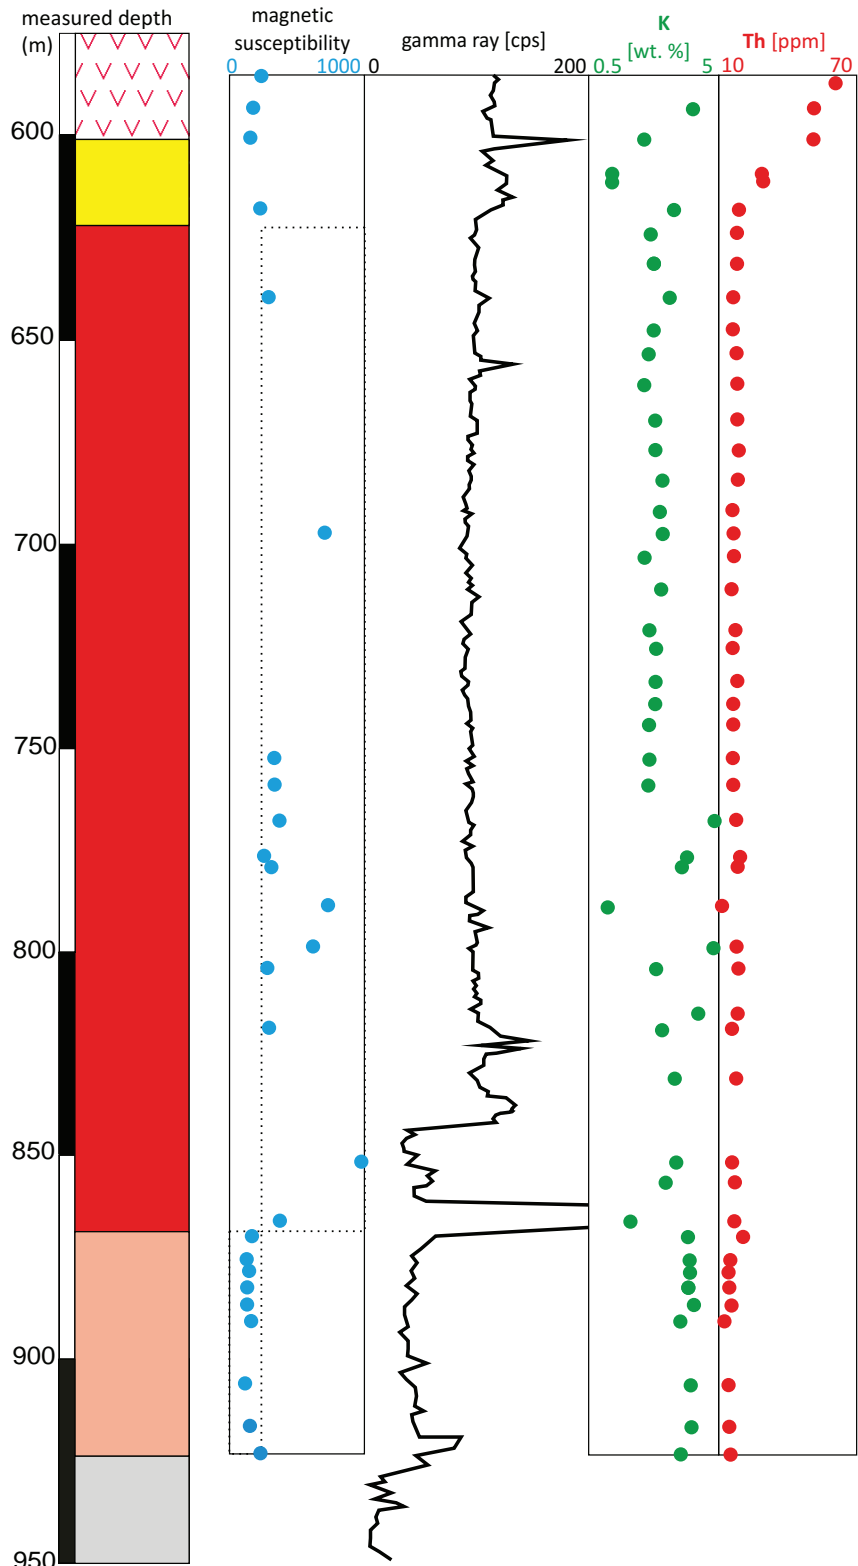 measured depth
(m)
magnetic
susceptibility
0 1000
gamma ray [cps]
0 200
K
[wt. %]
0.5 5
Th [ppm]
10 70
600
650
700
750
800
850
900
950